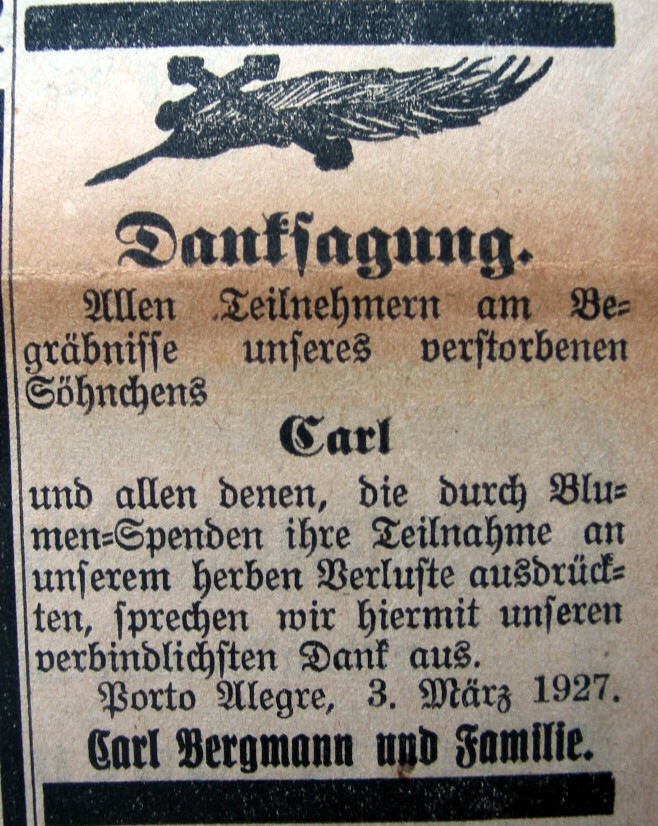 Danksagung.
Allen Teilnehmern am Be-
gräbnisse unseres verstorbenen
Söhnchens
Carl
und allen denen, die durch Blu-
men-Spenden ihre Teilnahme an
unserem herben Verluste ausdrück-
ten, sprechen wir hiermit unseren
verbindlichsten Dank aus.
Porto Alegre, 3. März 1927.
Carl Bergmann und Familie.